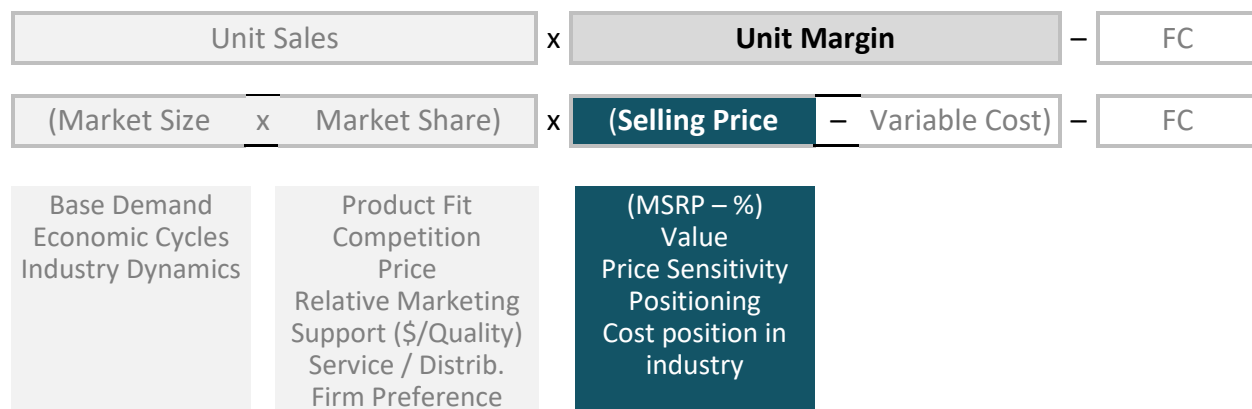 Unit Sales x Unit Margin – FC
(Market Size x Market Share) x (Selling Price – Variable Cost) – FC
Base Demand
Economic Cycles
Industry Dynamics
Product Fit
Competition
Price
Relative Marketing
Support ($/Quality)
Service / Distrib.
Firm Preference
(MSRP – %)
Value
Price Sensitivity
Positioning
Cost position in
industry